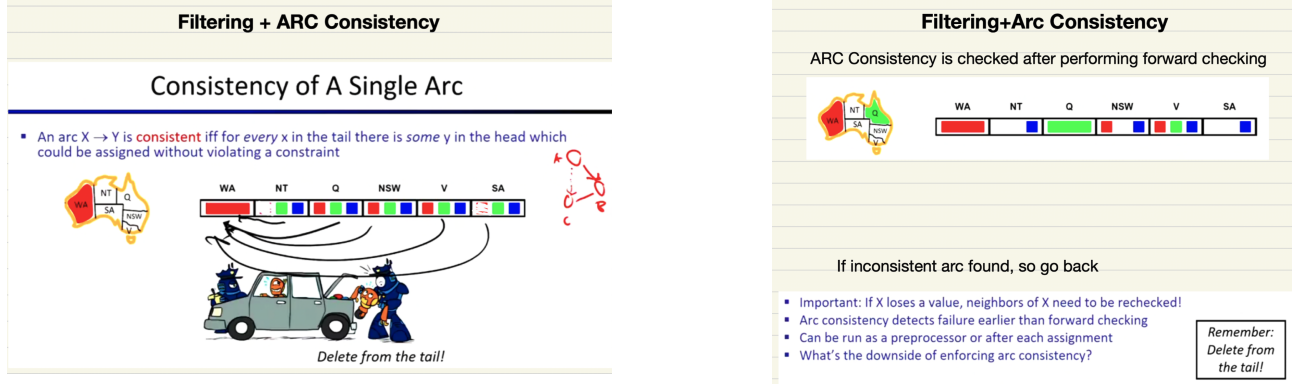 Filtering + ARC Consistency
Consistency of A Single Arc
▪ An arc X → Y is consistent iff for every x in the tail there is some y in the head which
could be assigned without violating a constraint
WA NT Q NSW V SA
WA
NT
Q
SA
NSW
V
A
B
C
Delete from the tail!
Filtering+Arc Consistency
ARC Consistency is checked after performing forward checking
WA NT Q NSW V SA
WA
NT
Q
SA
NSW
V
If inconsistent arc found, so go back
▪ Important: If X loses a value, neighbors of X need to be rechecked!
▪ Arc consistency detects failure earlier than forward checking
▪ Can be run as a preprocessor or after each assignment
▪ What's the downside of enforcing arc consistency?
Remember:
Delete from
the tail!